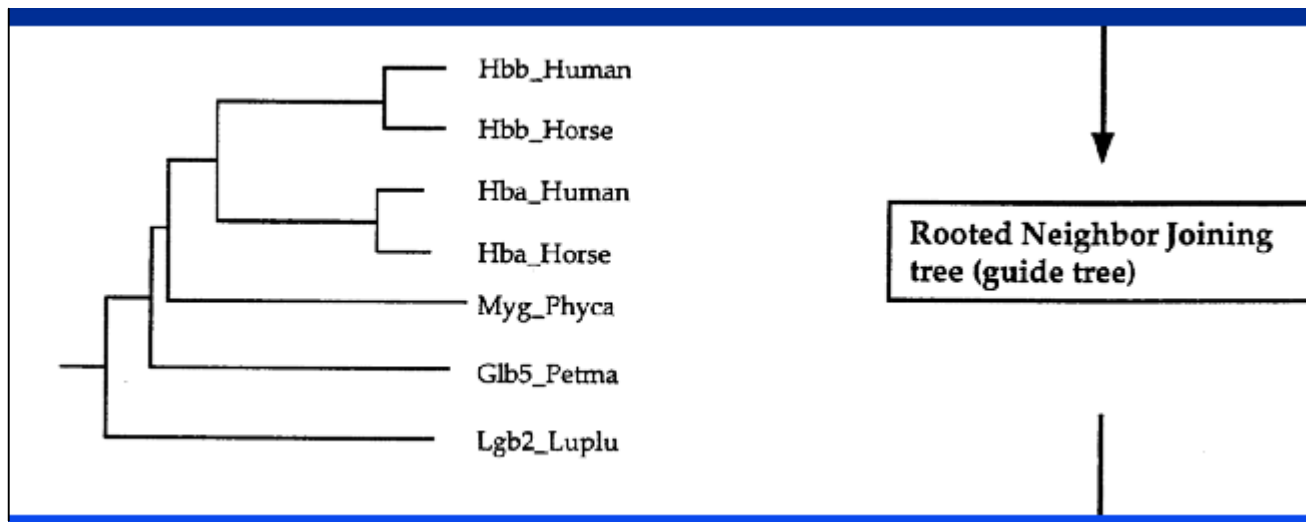 Hbb_Human
Hbb_Horse
Hba_Human
Hba_Horse
Myg_Phyca
Glb5_Petma
Lgb2_Luplu
Rooted Neighbor Joining
tree (guide tree)